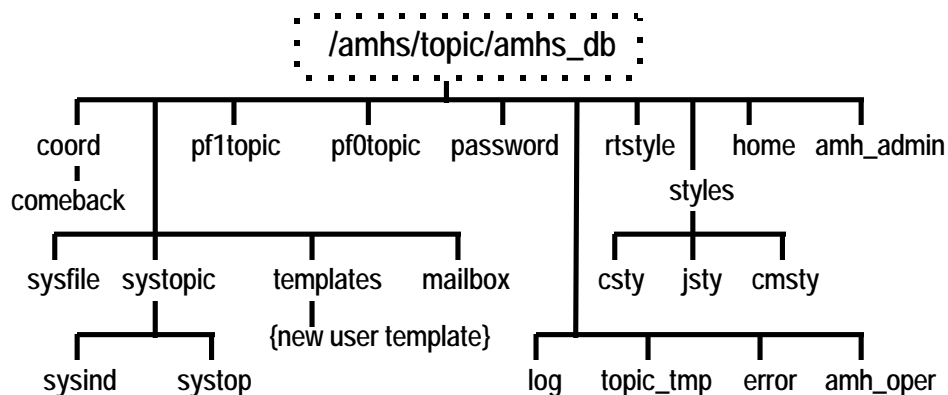 /amhs/topic/amhs_db
coord pf1topic pf0topic password rtstyle home amh_admin
comeback styles
sysfile systopic templates mailbox csty jsty cmsty
{new user template}
sysind systop log topic_tmp error amh_oper